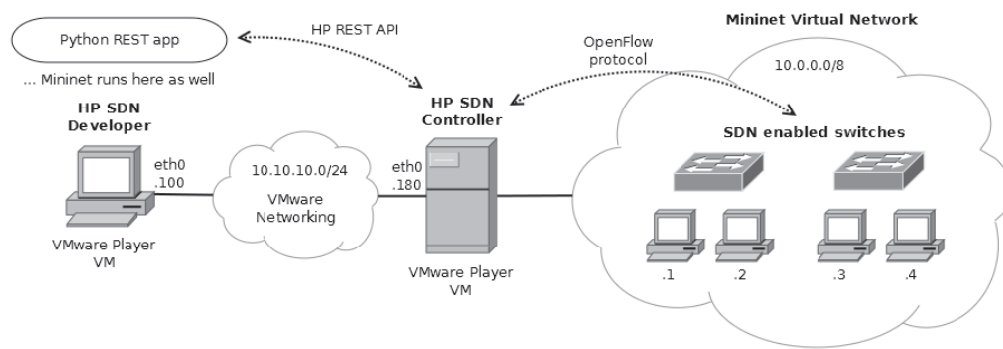 Mininet Virtual Network
Python REST app
HP REST API
OpenFlow
protocol
10.0.0.0/8
... Mininet runs here as well
HP SDN
Developer
HP SDN
Controller
SDN enabled switches
eth0
.100
10.10.10.0/24
VMware
Networking
eth0
.180
VMware Player
VM
VMware Player
VM
.1
.2
.3
.4